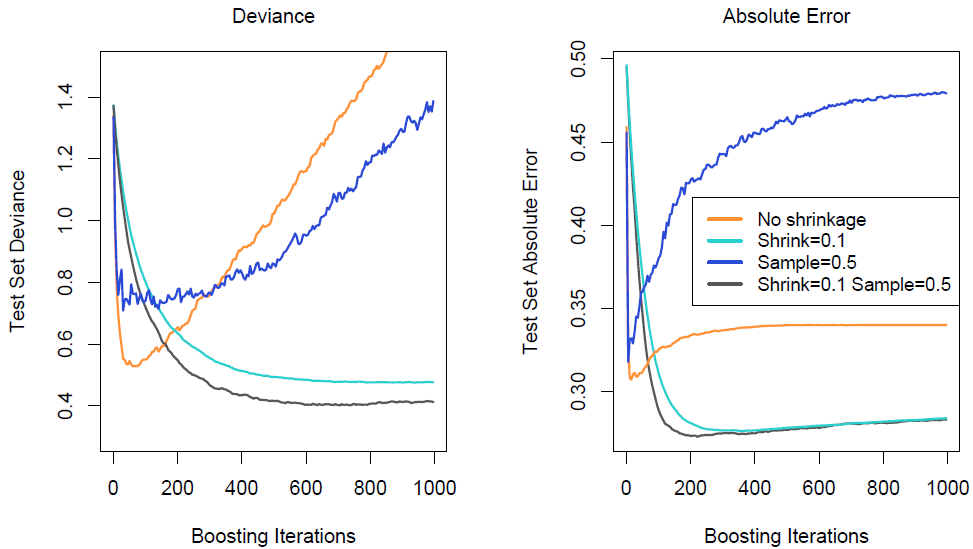 Deviance
Test Set Deviance
1.4
1.2
1.0
0.8
0.6
0.4
0 200 400 600 800 1000
Boosting Iterations
Absolute Error
Test Set Absolute Error
0.50
0.45
0.40
0.35
0.30
No shrinkage
Shrink=0.1
Sample=0.5
Shrink=0.1 Sample=0.5
0 200 400 600 800 1000
Boosting Iterations